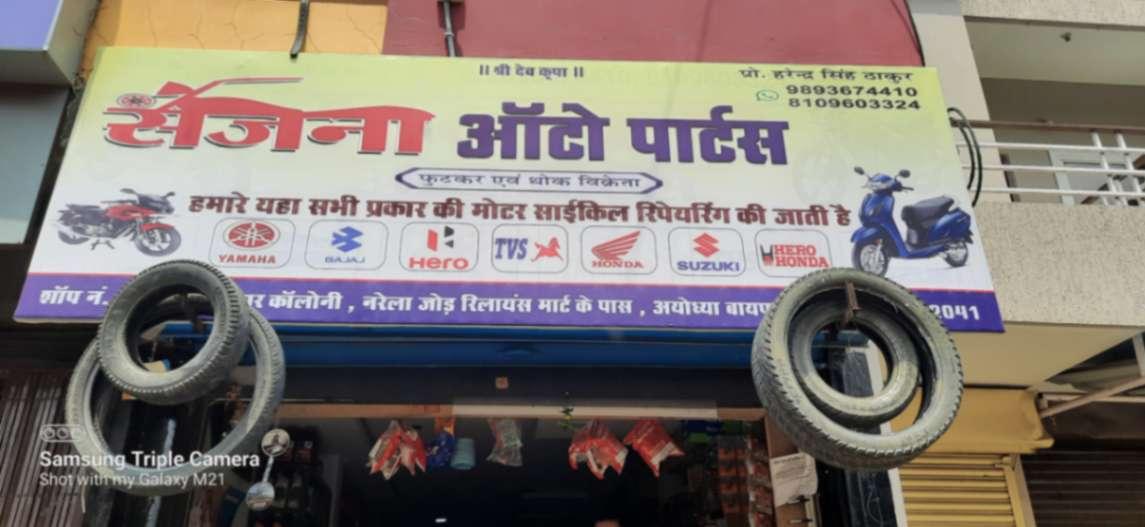 ॥ श्री देव कृपा ॥
प्रो. हरेन्द्र सिंह ठाकुर
9893674410
8109603324
संजना ऑटो पार्टस
फुटकर एवं थोक विक्रेता
हमारे यहा सभी प्रकार की मोटर साईकिल रिपेयरिंग की जाती है
YAMAHA BAJAJ Hero TVS HONDA SUZUKI HERO HONDA
शॉप नं. कॉलोनी , नरेला जोड़ रिलायंस मार्ट के पास , अयोध्या 2041
Samsung Triple Camera
Shot with my Galaxy M21